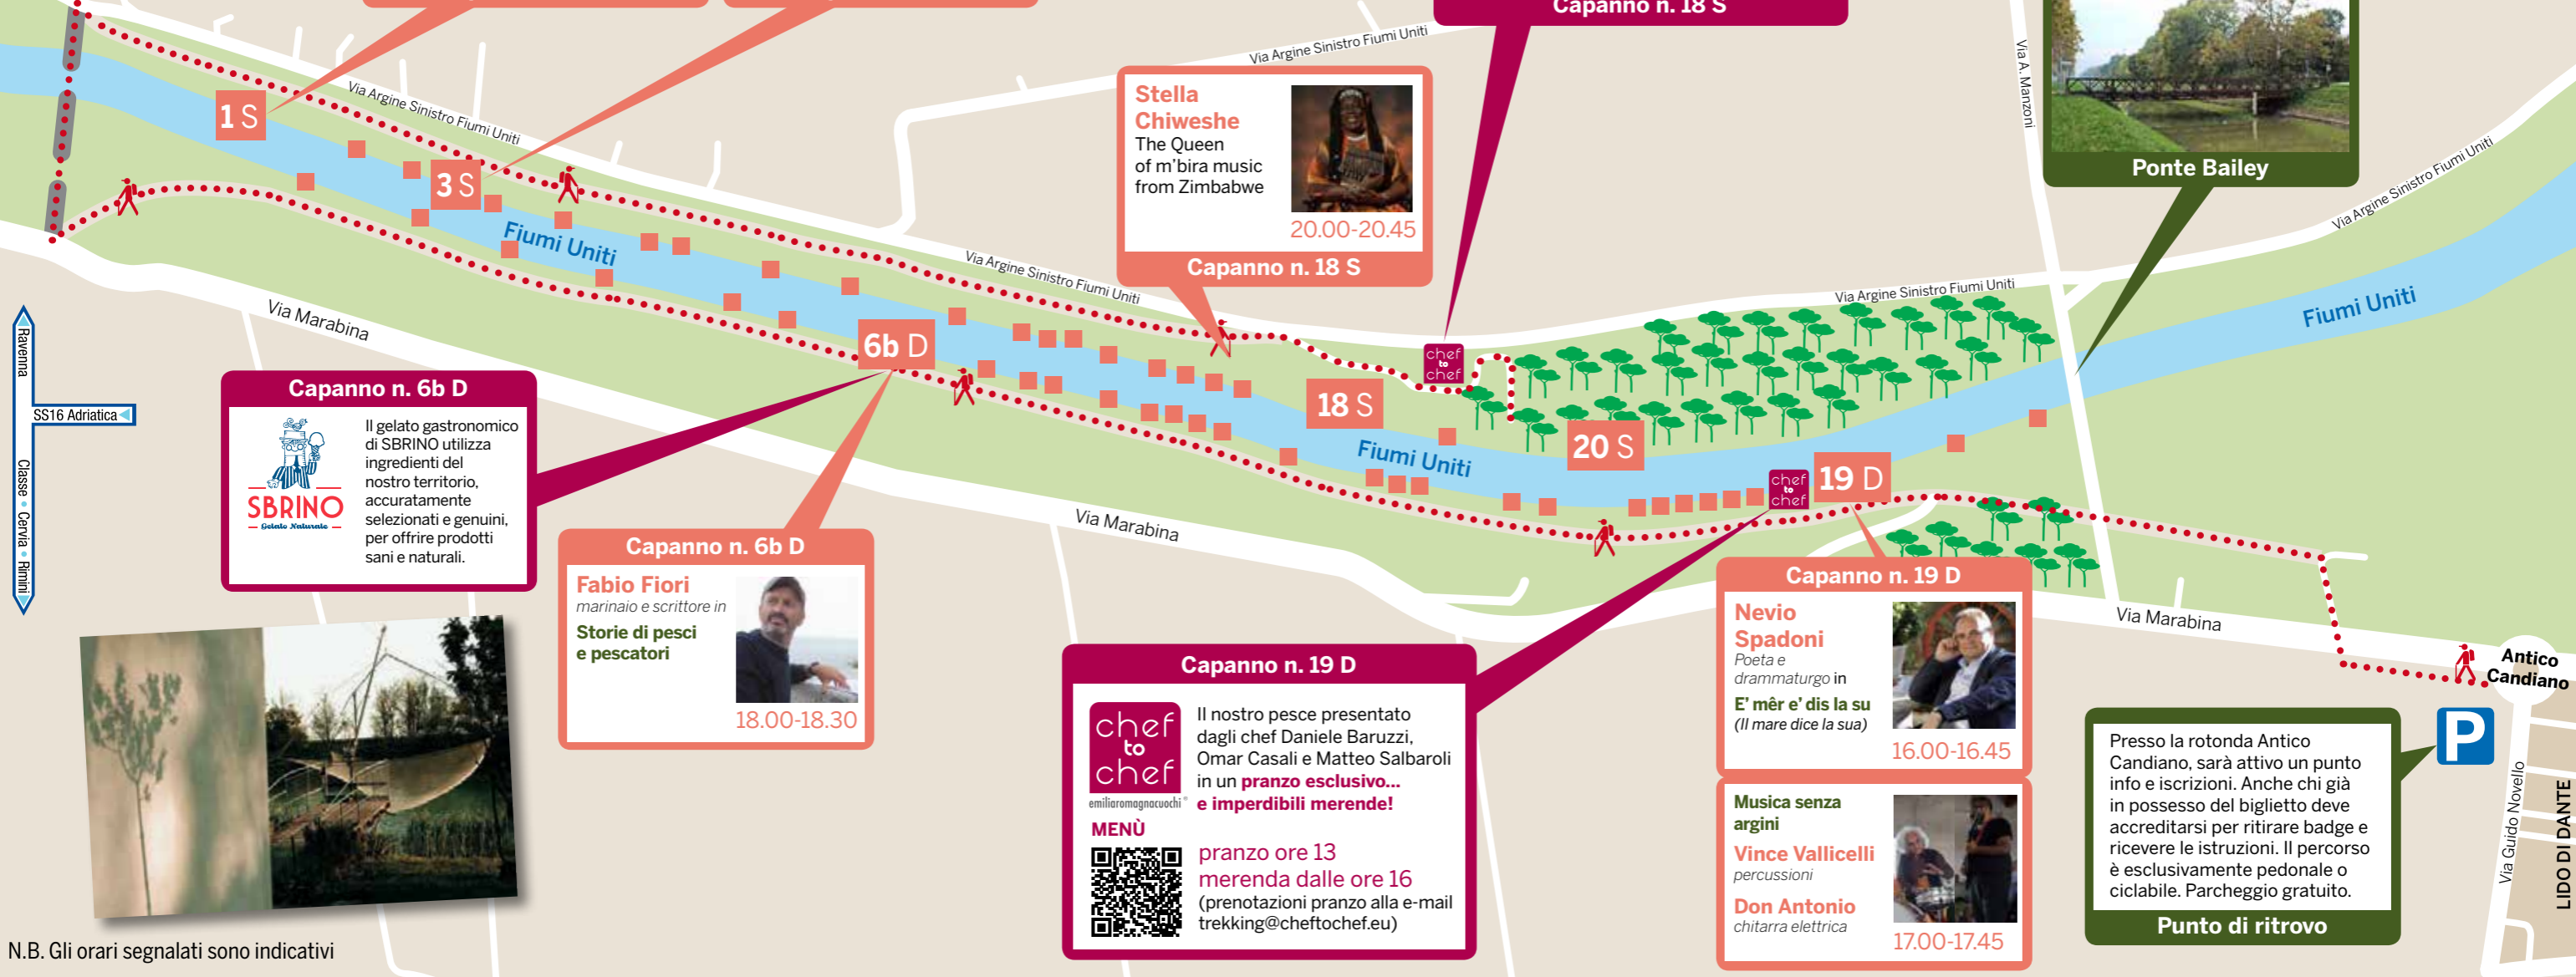 Capanno n. 18 S
Via Argine Sinistro Fiumi Uniti
Via A. Manzoni
Ponte Bailey
Via Argine Sinistro Fiumi Uniti
1 S
Via Argine Sinistro Fiumi Uniti
3 S
Fiumi Uniti
Stella
Chiweshe
The Queen
of m'bira music
from Zimbabwe
20.00-20.45
Capanno n. 18 S
Via Argine Sinistro Fiumi Uniti
Via Argine Sinistro Fiumi Uniti
Fiumi Uniti
Via Marabina
6b D
chef
to
chef
18 S
20 S
Fiumi Uniti
chef
to
chef
19 D
Ravenna
SS16 Adriatica
Classe • Cervia • Rimini
Capanno n. 6b D
SBRINO
Gelato Naturale
Il gelato gastronomico
di SBRINO utilizza
ingredienti del
nostro territorio,
accuratamente
selezionati e genuini,
per offrire prodotti
sani e naturali.
Capanno n. 6b D
Fabio Fiori
marinaio e scrittore in
Storie di pesci
e pescatori
18.00-18.30
Via Marabina
Capanno n. 19 D
chef
to
chef
emiliaromagnacuochi®
Il nostro pesce presentato
dagli chef Daniele Baruzzi,
Omar Casali e Matteo Salbaroli
in un pranzo esclusivo...
e imperdibili merende!
MENÙ
pranzo ore 13
merenda dalle ore 16
(prenotazioni pranzo alla e-mail
trekking@cheftochef.eu)
Capanno n. 19 D
Nevio
Spadoni
Poeta e
drammaturgo in
E' mêr e' dis la su
(Il mare dice la sua)
16.00-16.45
Musica senza
argini
Vince Vallicelli
percussioni
Don Antonio
chitarra elettrica
17.00-17.45
Via Marabina
Antico
Candiano
P
Presso la rotonda Antico
Candiano, sarà attivo un punto
info e iscrizioni. Anche chi già
in possesso del biglietto deve
accreditarsi per ritirare badge e
ricevere le istruzioni. Il percorso
è esclusivamente pedonale o
ciclabile. Parcheggio gratuito.
Punto di ritrovo
Via Guido Novello
LIDO DI DANTE
N.B. Gli orari segnalati sono indicativi